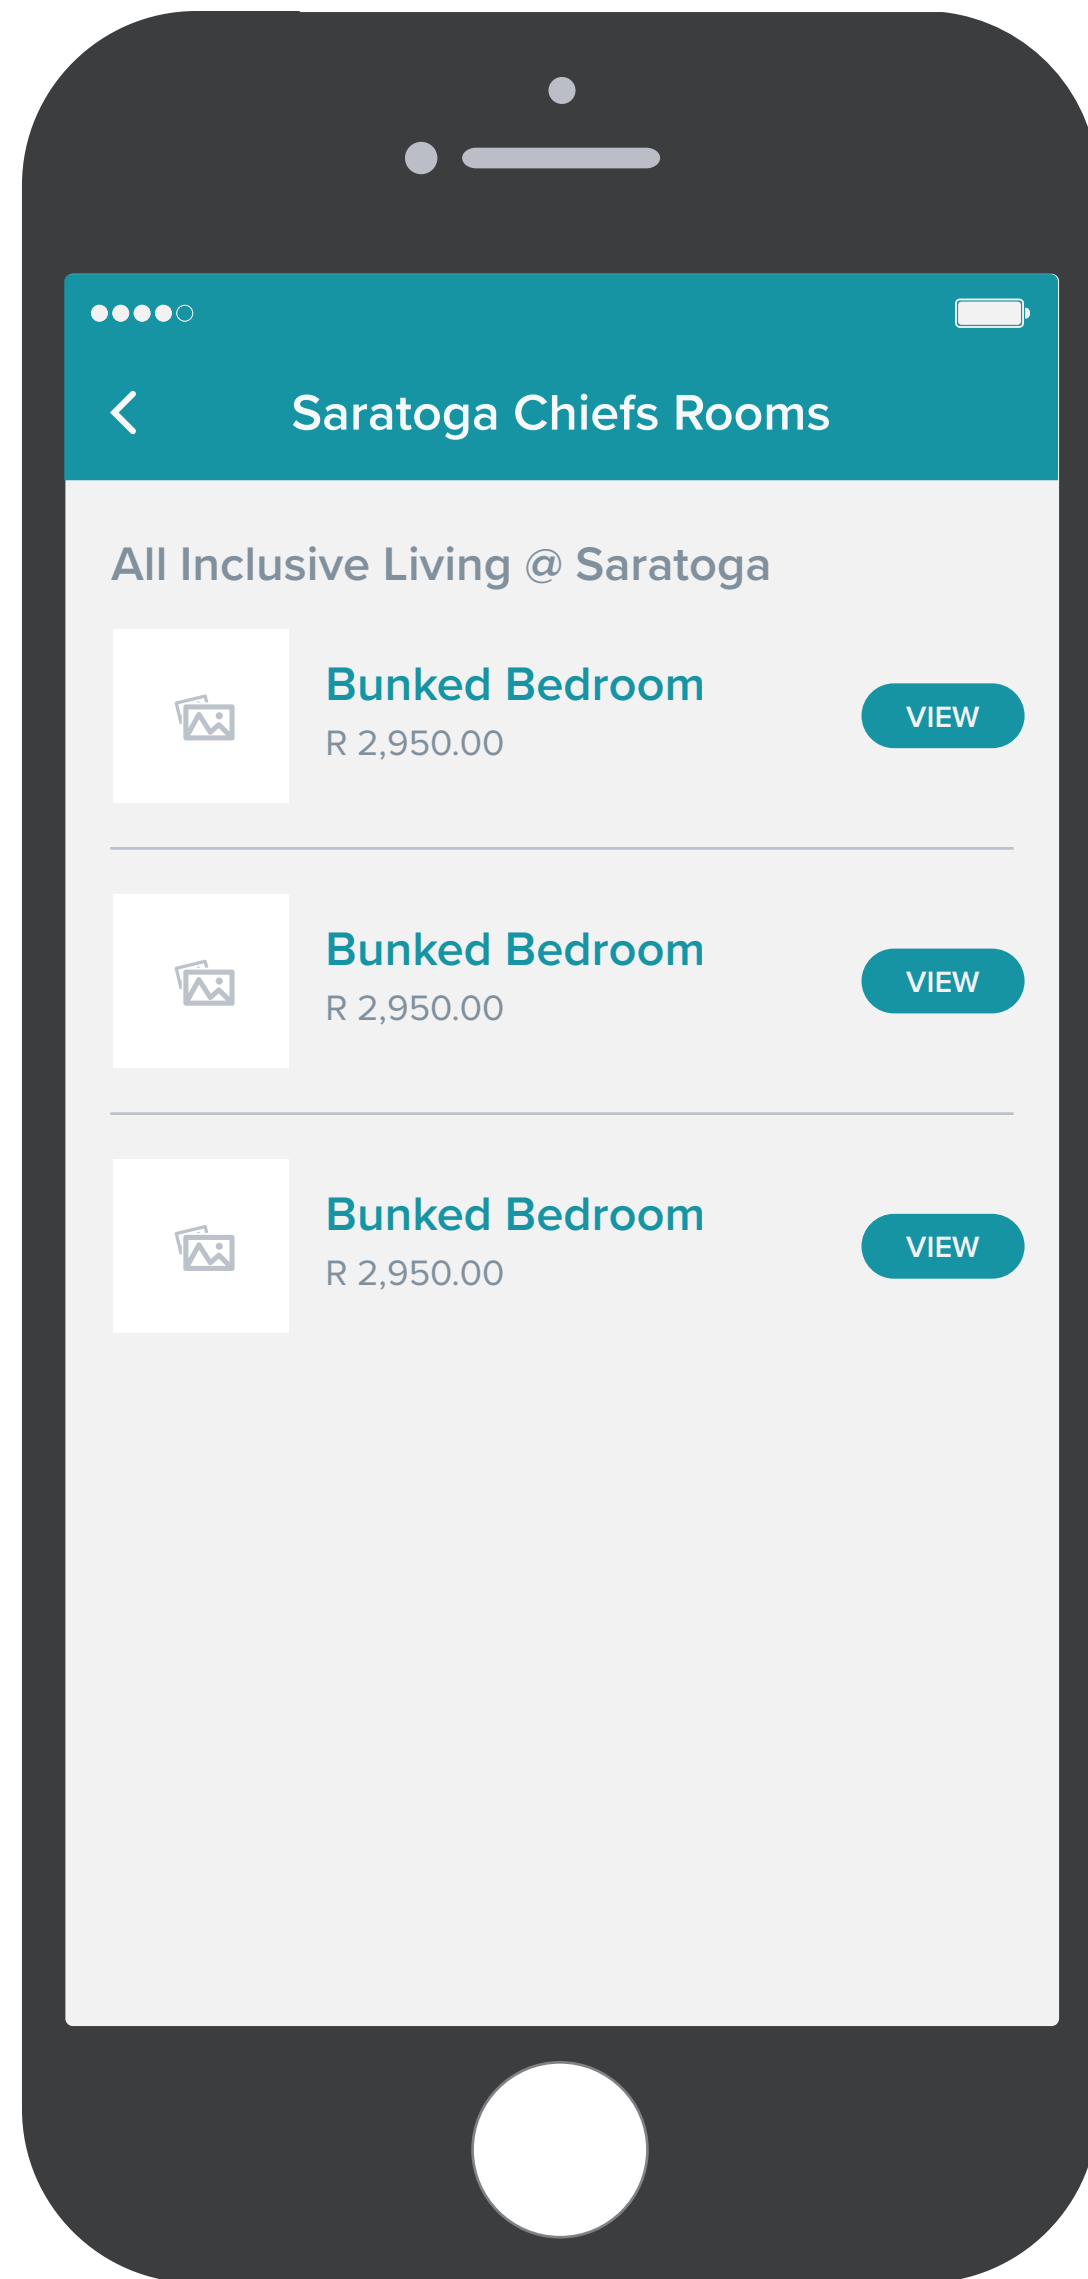 Saratoga Chiefs Rooms
All Inclusive Living @ Saratoga
Bunked Bedroom
R 2,950.00
VIEW
Bunked Bedroom
R 2,950.00
VIEW
Bunked Bedroom
R 2,950.00
VIEW